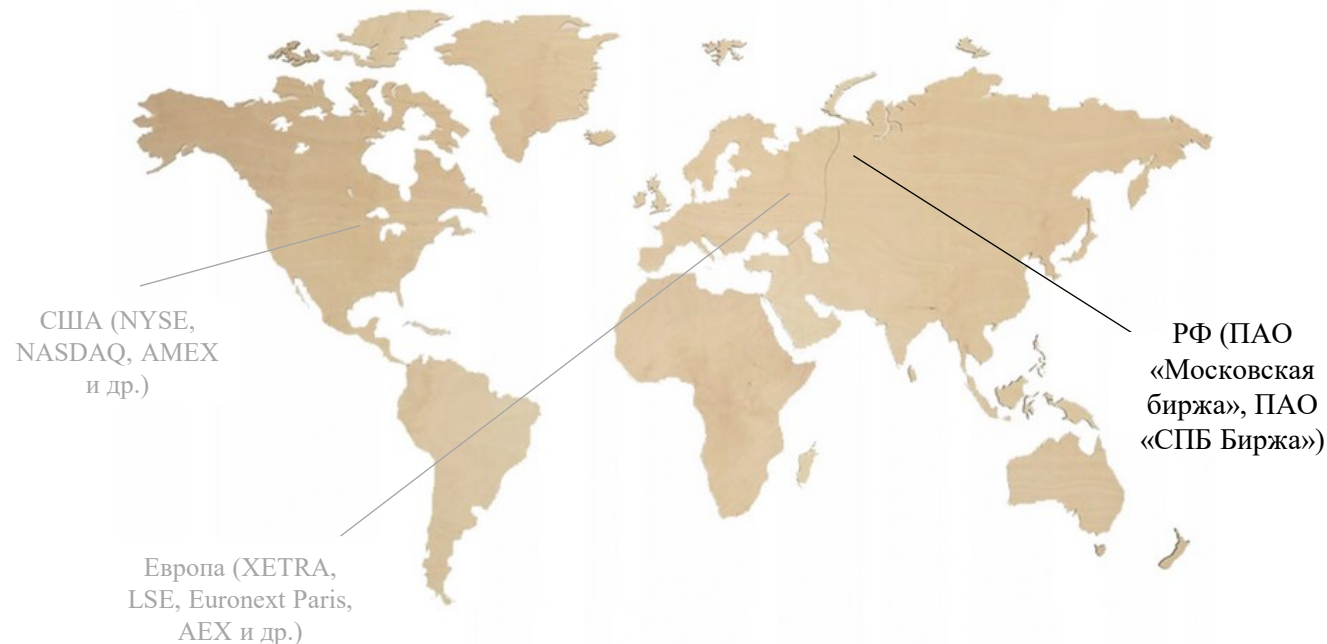 США (NYSE,
NASDAQ, AMEX
и др.)
РФ (ПАО
«Московская
биржа», ПАО
«СПБ Биржа»)
Европа (XETRA,
LSE, Euronext Paris,
AEX и др.)